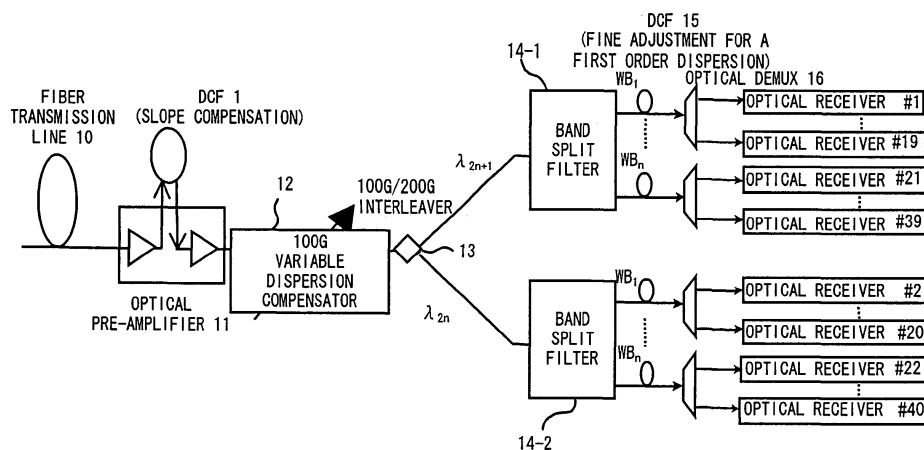 DCF 15
(FINE ADJUSTMENT FOR A
FIRST ORDER DISPERSION)
14-1
WB1
OPTICAL DEMUX 16
FIBER
TRANSMISSION
LINE 10
DCF 1
(SLOPE COMPENSATION)
BAND
SPLIT
FILTER
OPTICAL RECEIVER #1
OPTICAL RECEIVER #19
WBn
OPTICAL RECEIVER #21
OPTICAL RECEIVER #39
λ2n+1
12
100G/200G
INTERLEAVER
100G
VARIABLE
DISPERSION
COMPENSATOR
13
OPTICAL
PRE-AMPLIFIER 11
λ2n
BAND
SPLIT
FILTER
WB1
OPTICAL RECEIVER #2
OPTICAL RECEIVER #20
WBn
OPTICAL RECEIVER #22
OPTICAL RECEIVER #40
14-2